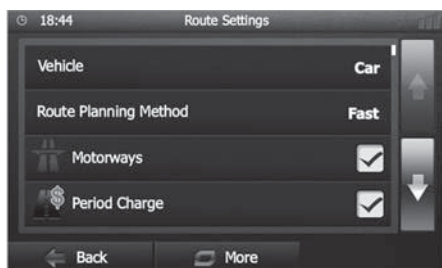 18:44 Route Settings
Vehicle Car
Route Planning Method Fast
Motorways
Period Charge
Back More